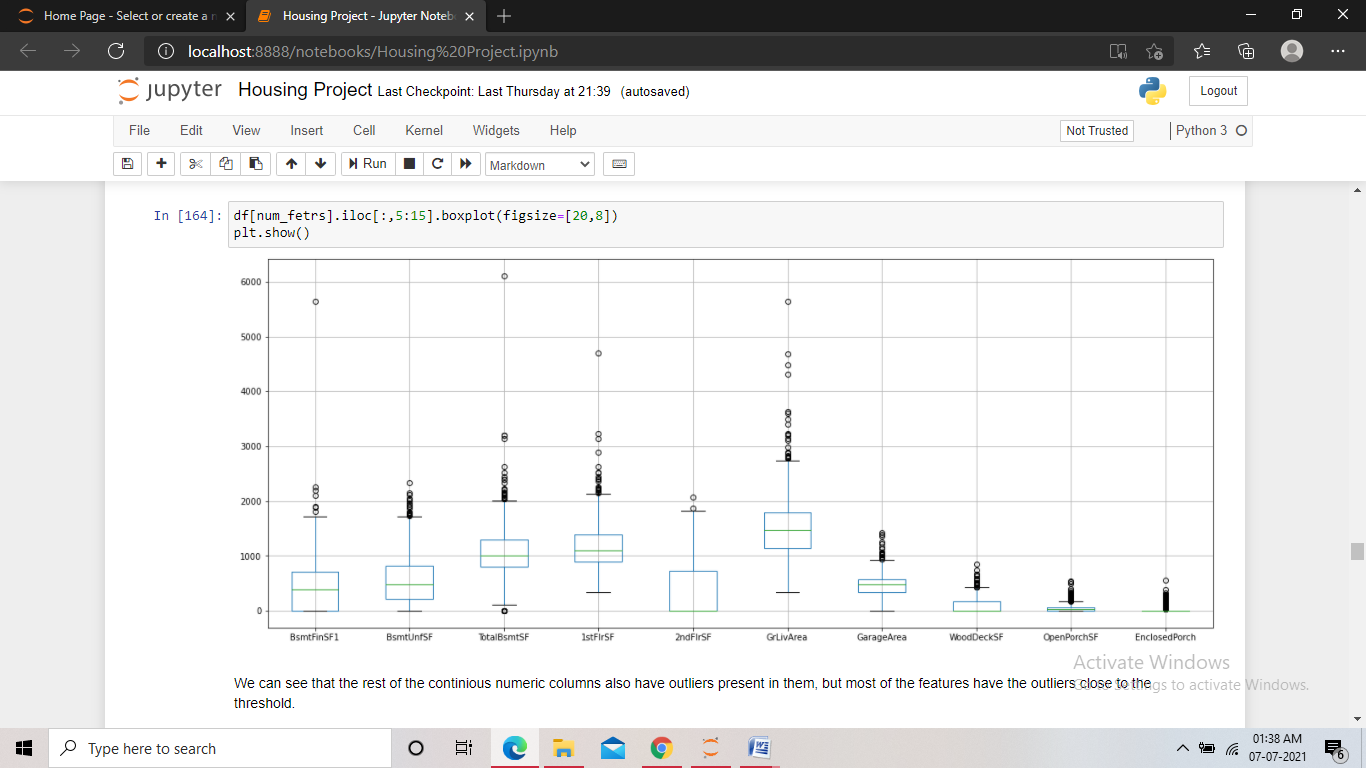 Home Page - Select or create a n
Housing Project - Jupyter Noteb
localhost:8888/notebooks/Housing%20Project.ipynb
jupyter Housing Project Last Checkpoint: Last Thursday at 21:39 (autosaved)
Logout
File Edit View Insert Cell Kernel Widgets Help
Not Trusted
Python 3
Run
Markdown
In [164]: df[num_fetrs].iloc[:,5:15].boxplot(figsize=[20,8])
plt.show()
6000
5000
4000
3000
2000
1000
0
BsmtFinSF1 BsmtUnfSF TotalBsmtSF 1stFlrSF 2ndFlrSF GrLivArea GarageArea WoodDeckSF OpenPorchSF EnclosedPorch
Activate Windows
Go to Settings to activate Windows.
We can see that the rest of the continious numeric columns also have outliers present in them, but most of the features have the outliers close to the
threshold.
Type here to search
01:38 AM
07-07-2021
6